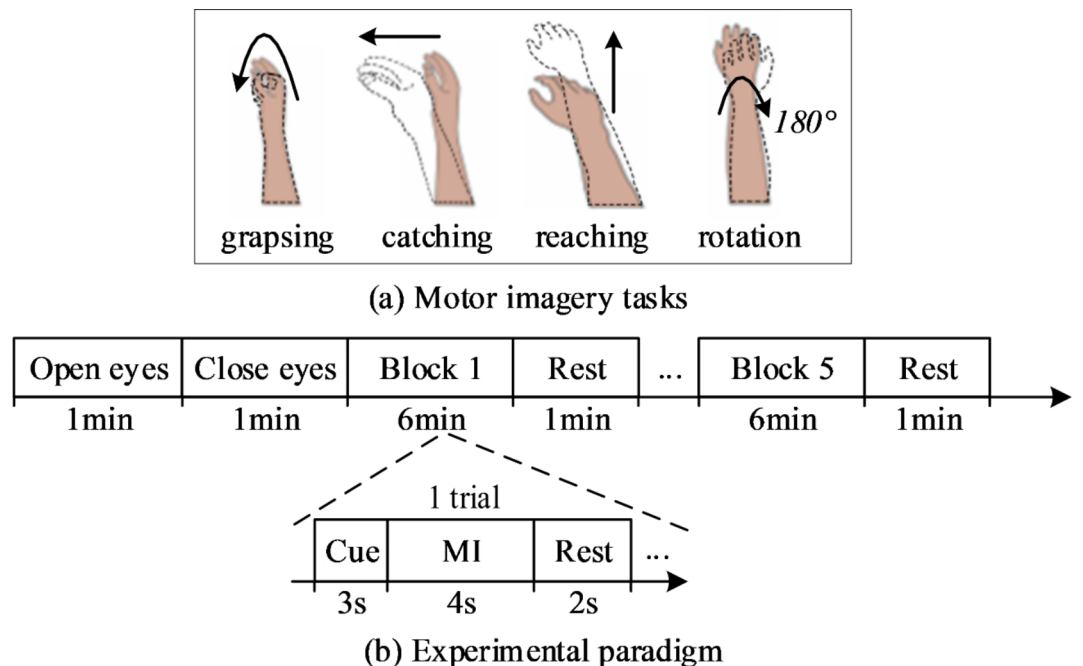 180°
grapsing catching reaching rotation
(a) Motor imagery tasks
Open eyes Close eyes Block 1 Rest ... Block 5 Rest
1min 1min 6min 1min 6min 1min
1 trial
Cue MI Rest ...
3s 4s 2s
(b) Experimental paradigm